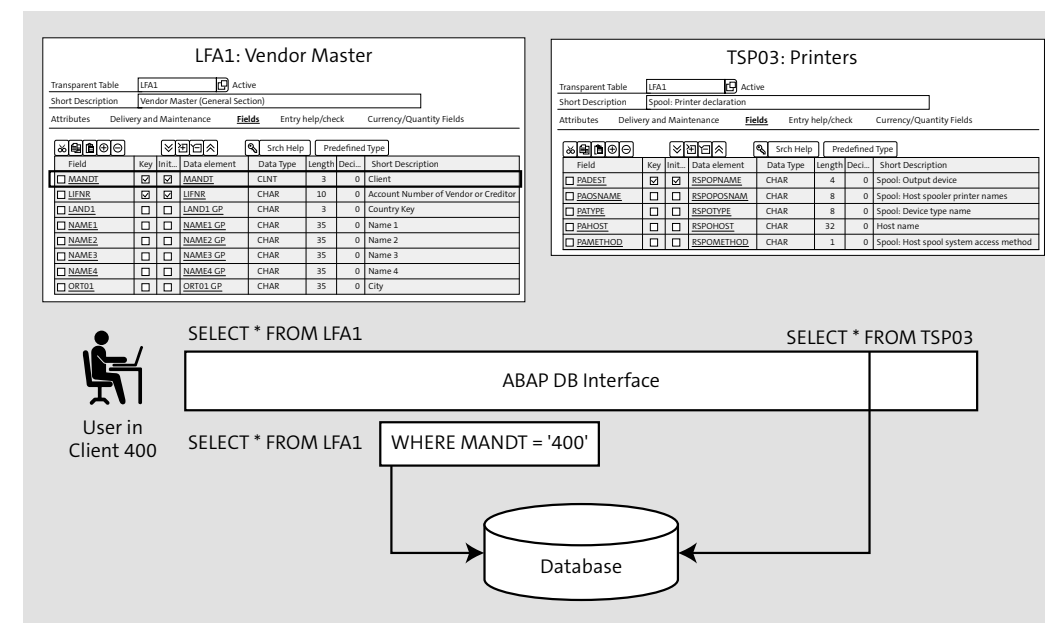 LFA1: Vendor Master
Transparent Table LFA1 Active
Short Description Vendor Master (General Section)
Attributes Delivery and Maintenance Fields Entry help/check Currency/Quantity Fields
Srch Help Predefined Type
Field Key Init... Data element Data Type Length Deci... Short Description
MANDT MANDT CLNT 3 0 Client
LIFNR LIFNR CHAR 10 0 Account Number of Vendor or Creditor
LAND1 LAND1 GP CHAR 3 0 Country Key
NAME1 NAME1 GP CHAR 35 0 Name 1
NAME2 NAME2 GP CHAR 35 0 Name 2
NAME3 NAME3 GP CHAR 35 0 Name 3
NAME4 NAME4 GP CHAR 35 0 Name 4
ORT01 ORT01 GP CHAR 35 0 City
TSP03: Printers
Transparent Table LFA1 Active
Short Description Spool: Printer declaration
Attributes Delivery and Maintenance Fields Entry help/check Currency/Quantity Fields
Srch Help Predefined Type
Field Key Init... Data element Data Type Length Deci... Short Description
PADEST RSPOPNAME CHAR 4 0 Spool: Output device
PAOSNAME RSPOPOSNAM CHAR 8 0 Spool: Host spooler printer names
PATYPE RSPOTYPE CHAR 8 0 Spool: Device type name
PAHOST RSPOHOST CHAR 32 0 Host name
PAMETHOD RSPOMETHOD CHAR 1 0 Spool: Host spool system access method
SELECT * FROM LFA1
SELECT * FROM TSP03
ABAP DB Interface
User in
Client 400
SELECT * FROM LFA1 WHERE MANDT = '400'
Database